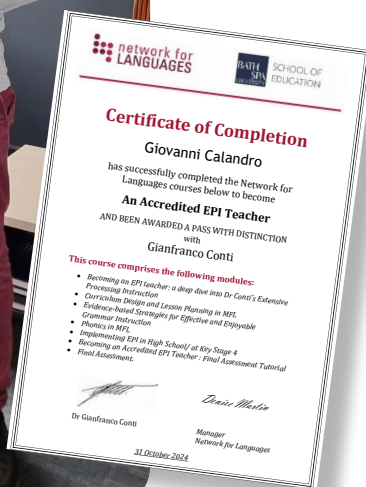 network for
LANGUAGES
BATH
SPA
UNIVERSITY
SCHOOL OF
EDUCATION
Certificate of Completion
Giovanni Calandro
has successfully completed the Network for
Languages courses below to become
An Accredited EPI Teacher
AND BEEN AWARDED A PASS WITH DISTINCTION
with
Gianfranco Conti
This course comprises the following modules:
• Becoming an EPI teacher: a deep dive into Dr Conti's Extensive
Processing Instruction
• Curriculum Design and Lesson Planning in MFL
• Evidence-based Strategies for Effective and Enjoyable
Grammar Instruction
• Phonics in MFL
• Implementing EPI in High School/ at Key Stage 4
• Becoming an Accredited EPI Teacher : Final Assessment Tutorial
• Final Assessment.
Denise Martin
Dr Gianfranco Conti
Manager
Network for Languages
31 October 2024